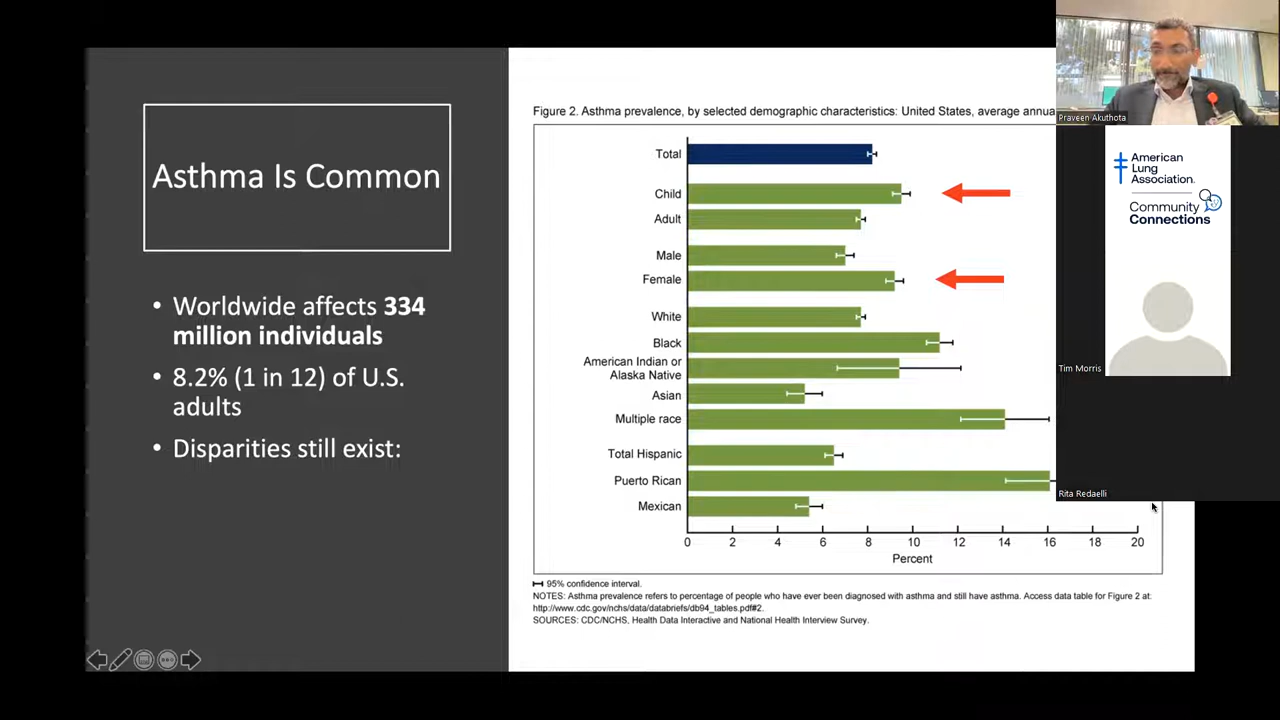 Asthma Is Common
• Worldwide affects 334
million individuals
• 8.2% (1 in 12) of U.S.
adults
• Disparities still exist:
Figure 2. Asthma prevalence, by selected demographic characteristics: United States, average annua
Total
Child
Adult
Male
Female
White
Black
American Indian or
Alaska Native
Asian
Multiple race
Total Hispanic
Puerto Rican
Mexican
0 2 4 6 8 10 12 14 16 18 20
Percent
95% confidence interval.
NOTES: Asthma prevalence refers to percentage of people who have ever been diagnosed with asthma and still have asthma. Access data table for Figure 2 at:
http://www.cdc.gov/nchs/data/databriefs/db94_tables.pdf#2.
SOURCES: CDC/NCHS, Health Data Interactive and National Health Interview Survey.
Praveen Akuthota
American
Lung
Association.
Community
Connections
Tim Morris
Rita Redaelli